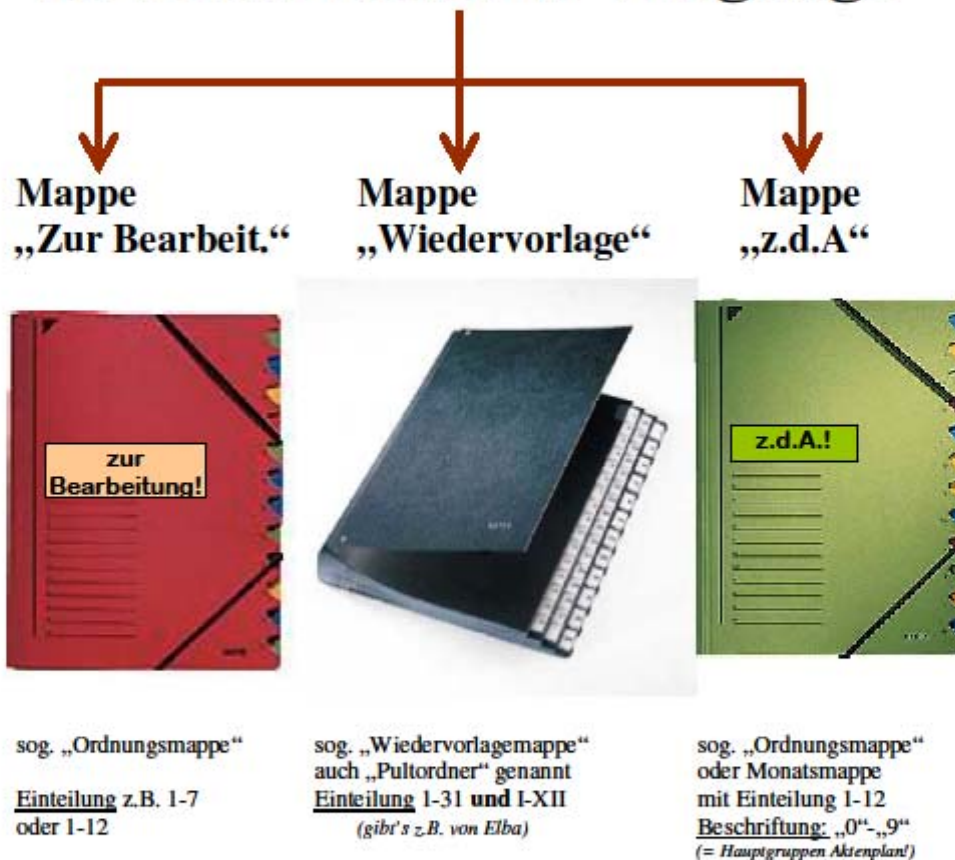 Mappe
„Zur Bearbeit.“
Mappe
„Wiedervorlage“
Mappe
„z.d.A“
zur
Bearbeitung!
z.d.A.!
sog. „Ordnungsmappe“
Einteilung z.B. 1-7
oder 1-12
sog. „Wiedervorlagemappe“
auch „Pultordner“ genannt
Einteilung 1-31 und I-XII
(gibt's z.B. von Elba)
sog. „Ordnungsmappe“
oder Monatsmappe
mit Einteilung 1-12
Beschriftung: „0“-„9“
(= Hauptgruppen Aktenplan!)